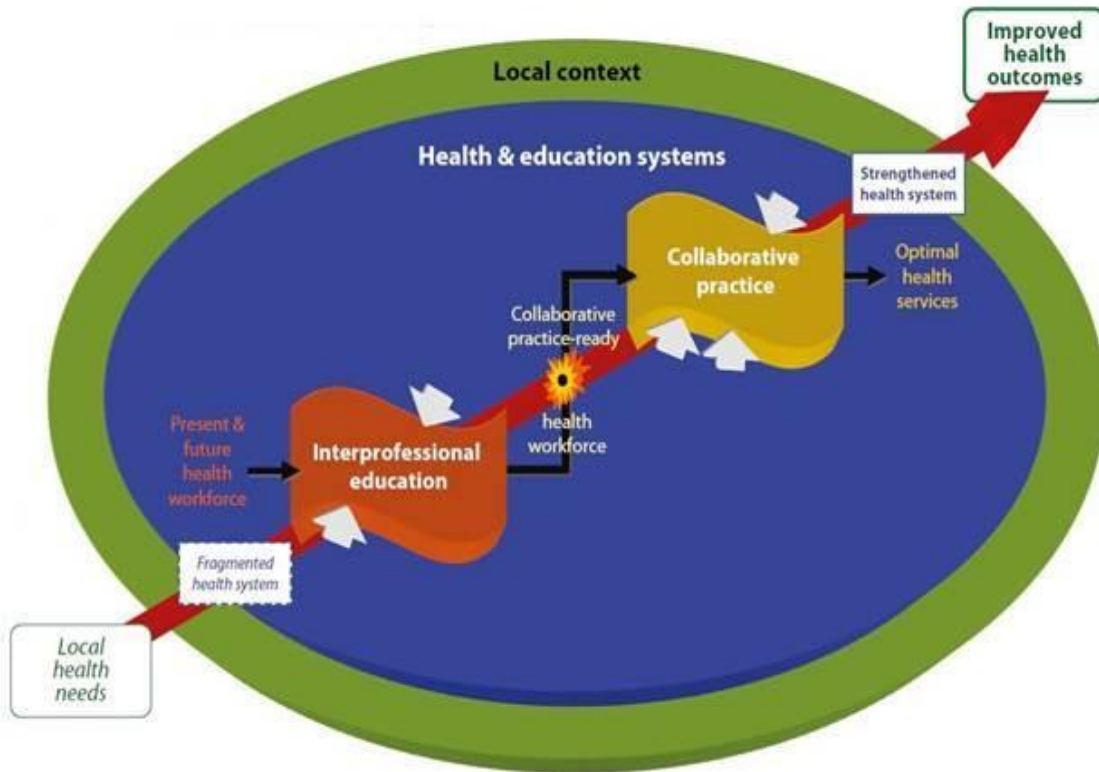 Improved
health
outcomes
Local context
Health & education systems
Strengthened
health system
Collaborative
practice
Optimal
health
services
Collaborative
practice-ready
health
workforce
Present &
future
health
workforce
Interprofessional
education
Fragmented
health system
Local
health
needs